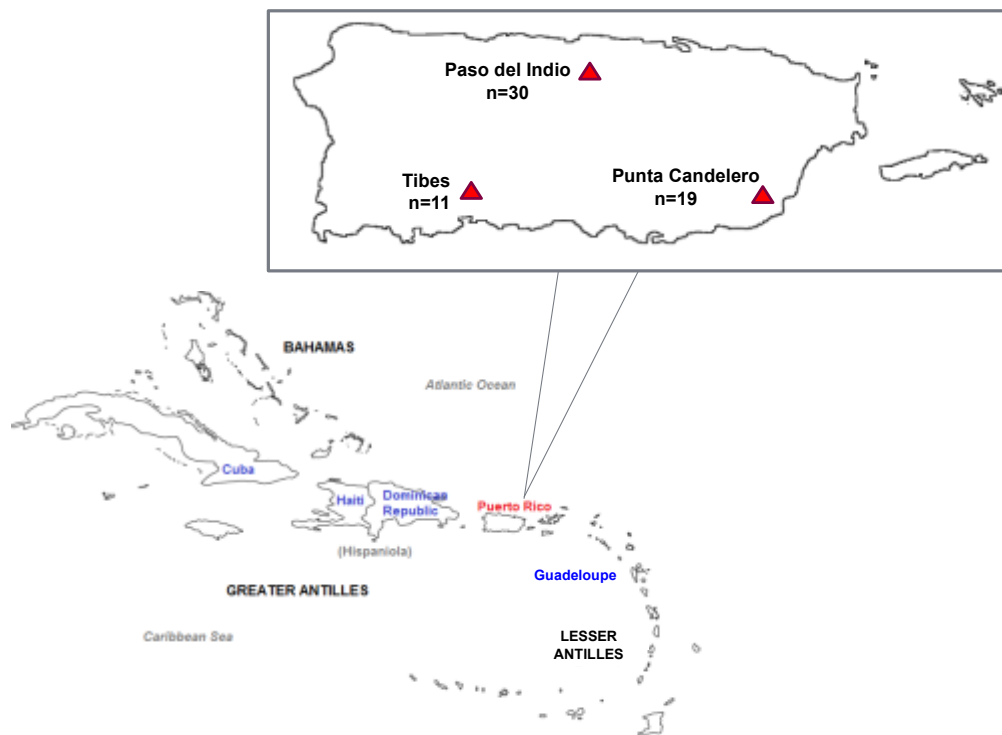 Paso del Indio
n=30
Tibes
n=11
Punta Candelero
n=19
BAHAMAS
Atlantic Ocean
Cuba
Haiti
Dominican
Republic
Puerto Rico
(Hispaniola)
Guadeloupe
GREATER ANTILLES
Caribbean Sea
LESSER
ANTILLES